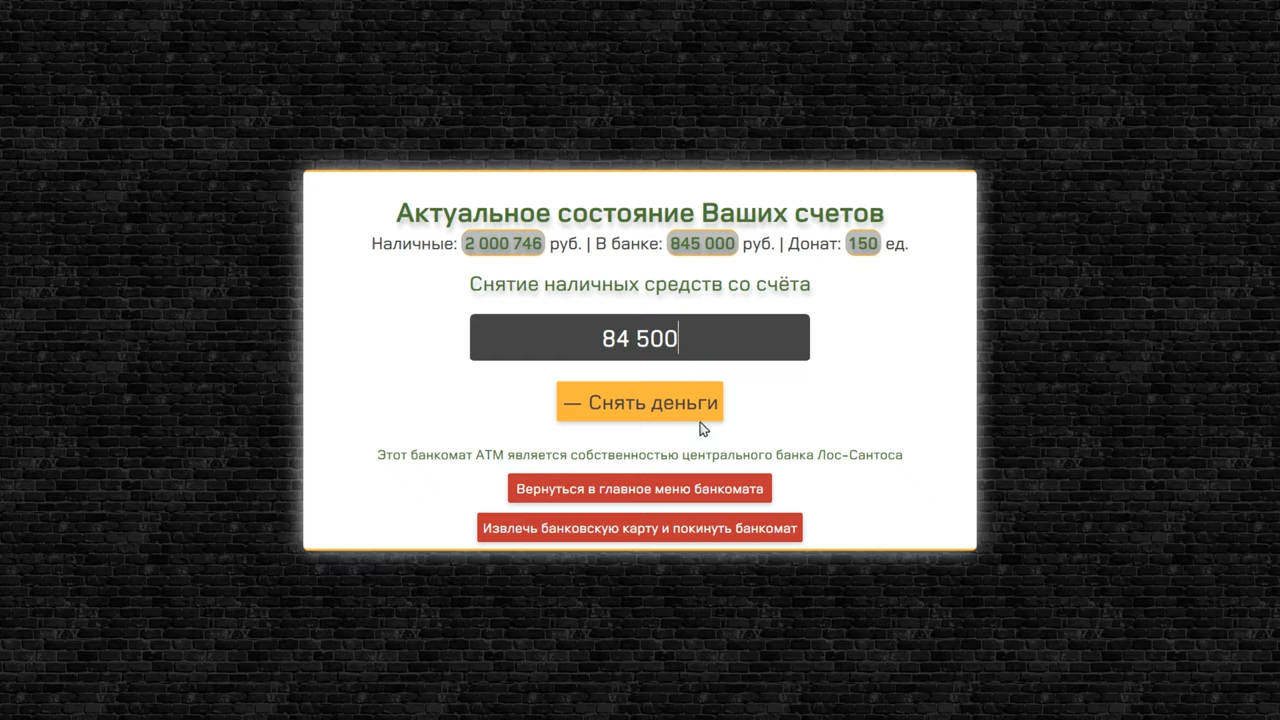 Актуальное состояние Ваших счетов
Наличные: 2 000 746 руб. | В банке: 845 000 руб. | Донат: 150 ед.
Снятие наличных средств со счёта
84 500
— Снять деньги
Этот банкомат АТМ является собственностью центрального банка Лос-Сантоса
Вернуться в главное меню банкомата
Извлечь банковскую карту и покинуть банкомат